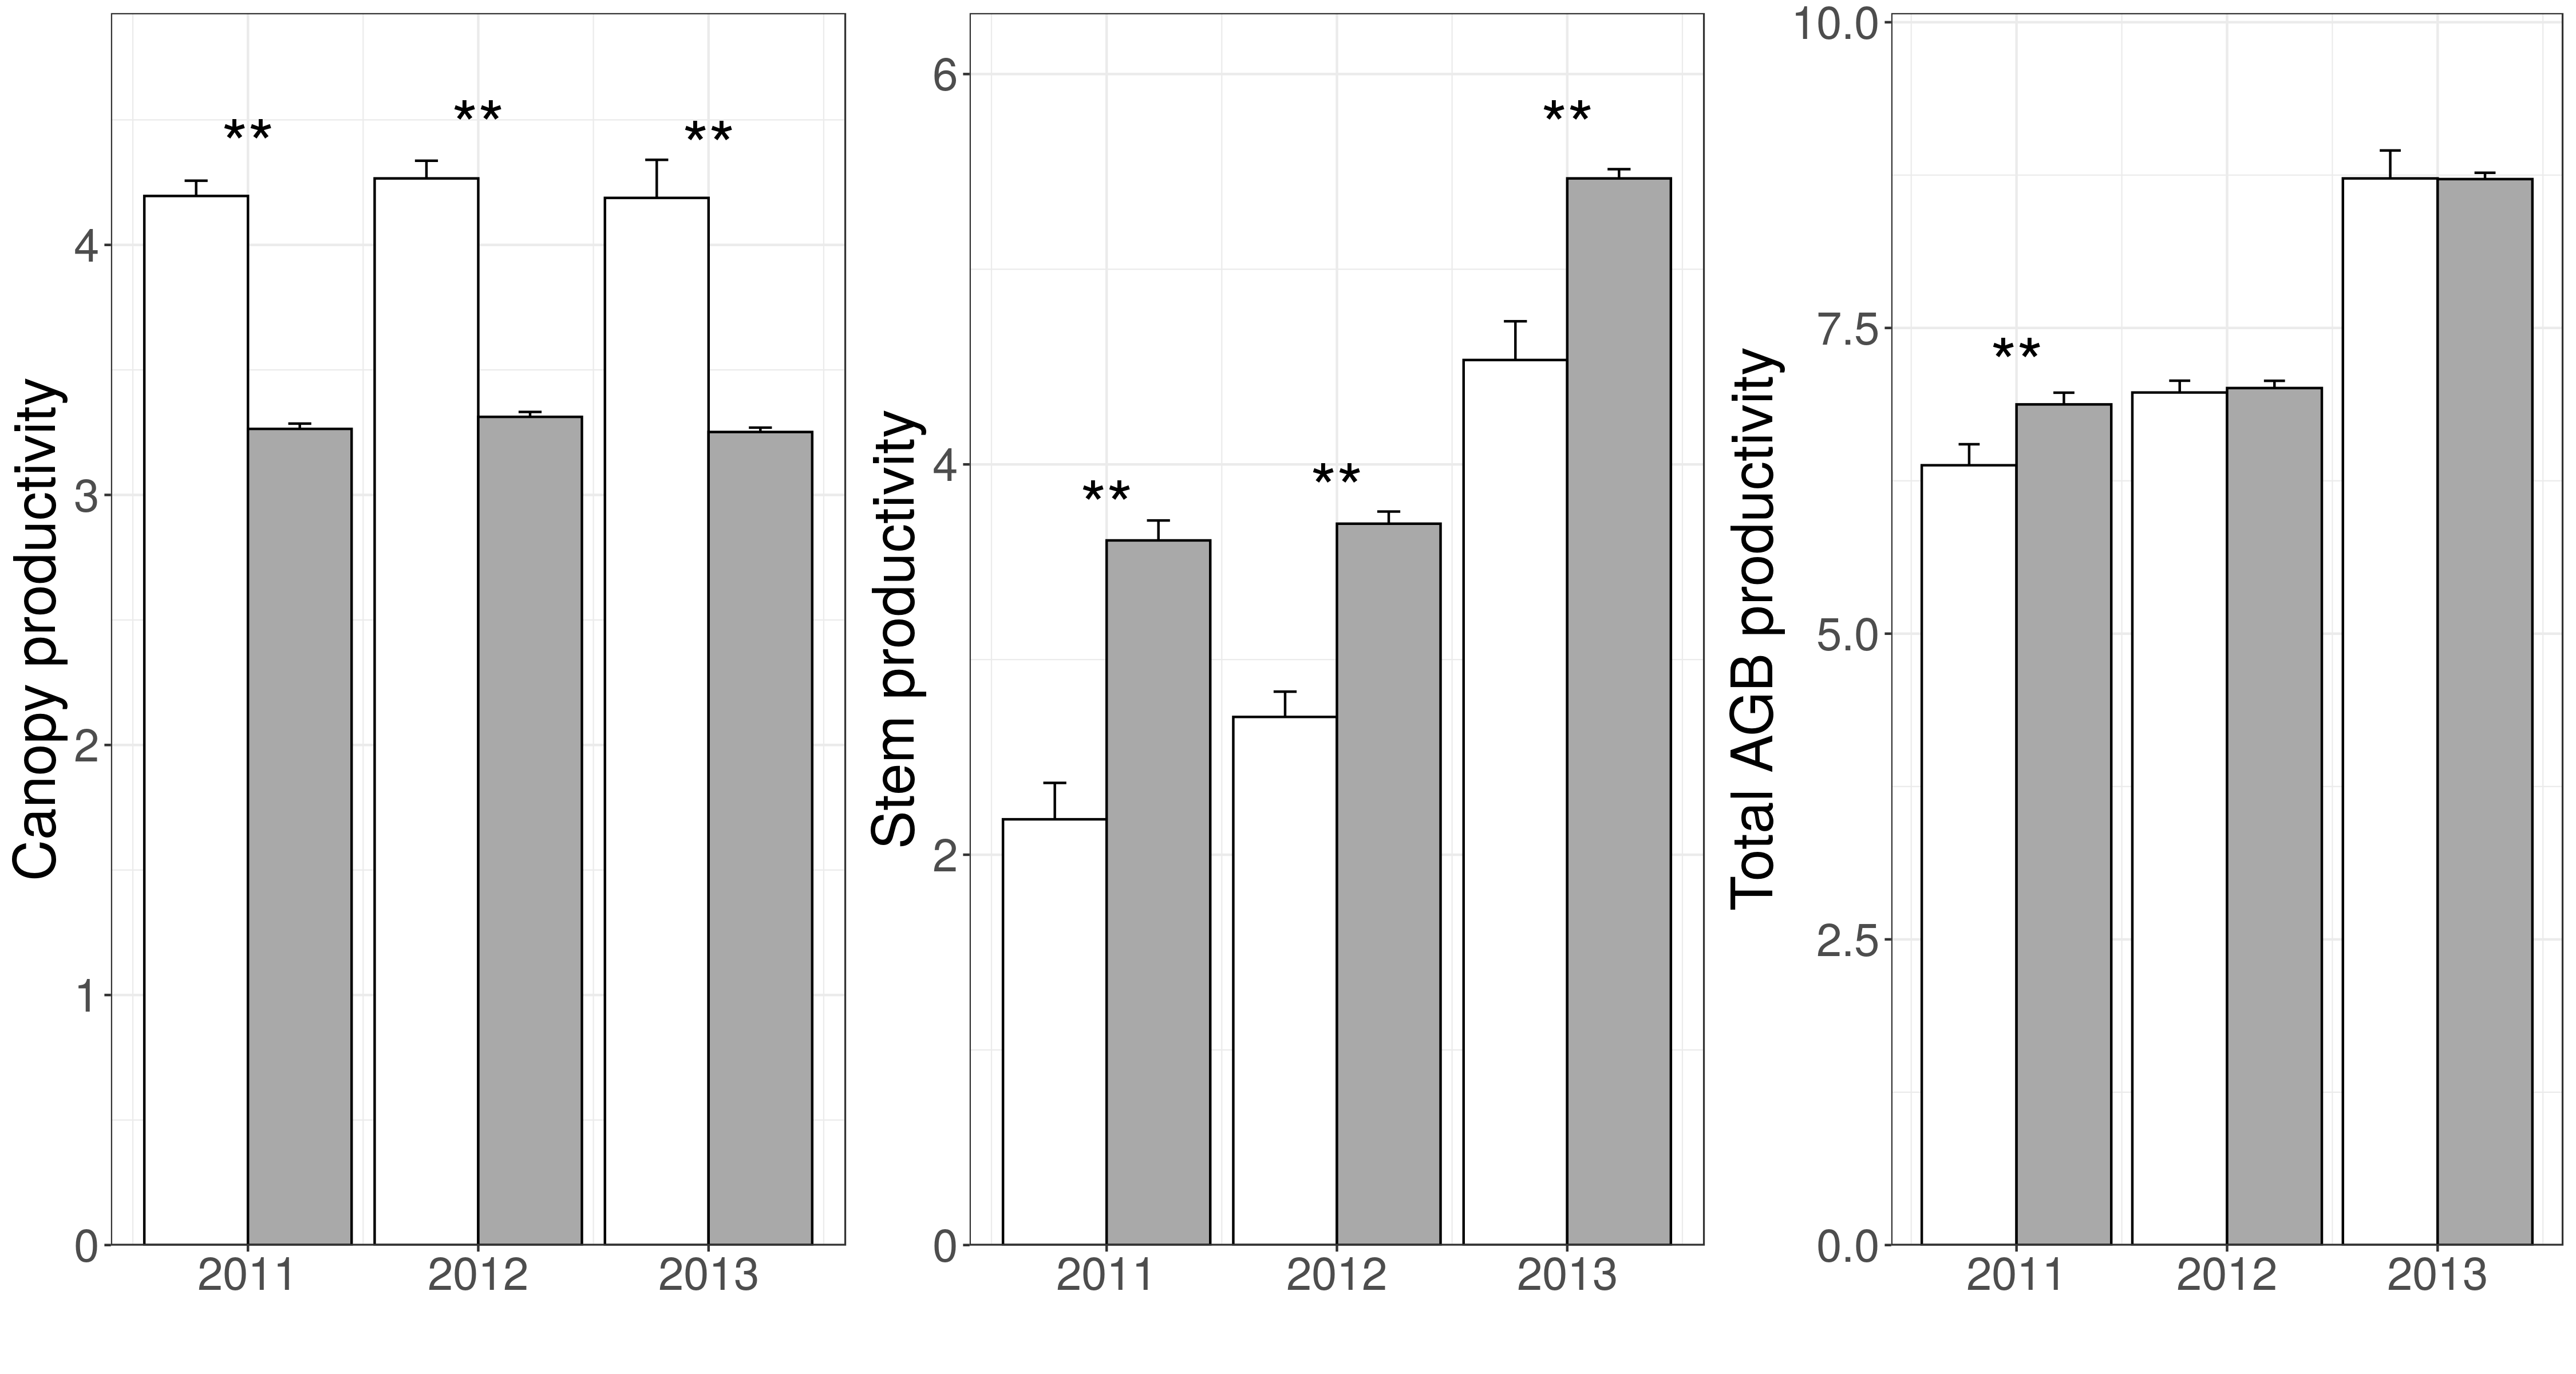 Canopy productivity
4
3
2
1
0
** ** **
2011 2012 2013
Stem productivity
6
4
2
0
** ** **
2011 2012 2013
Total AGB productivity
10.0
7.5
5.0
2.5
0.0
**
2011 2012 2013